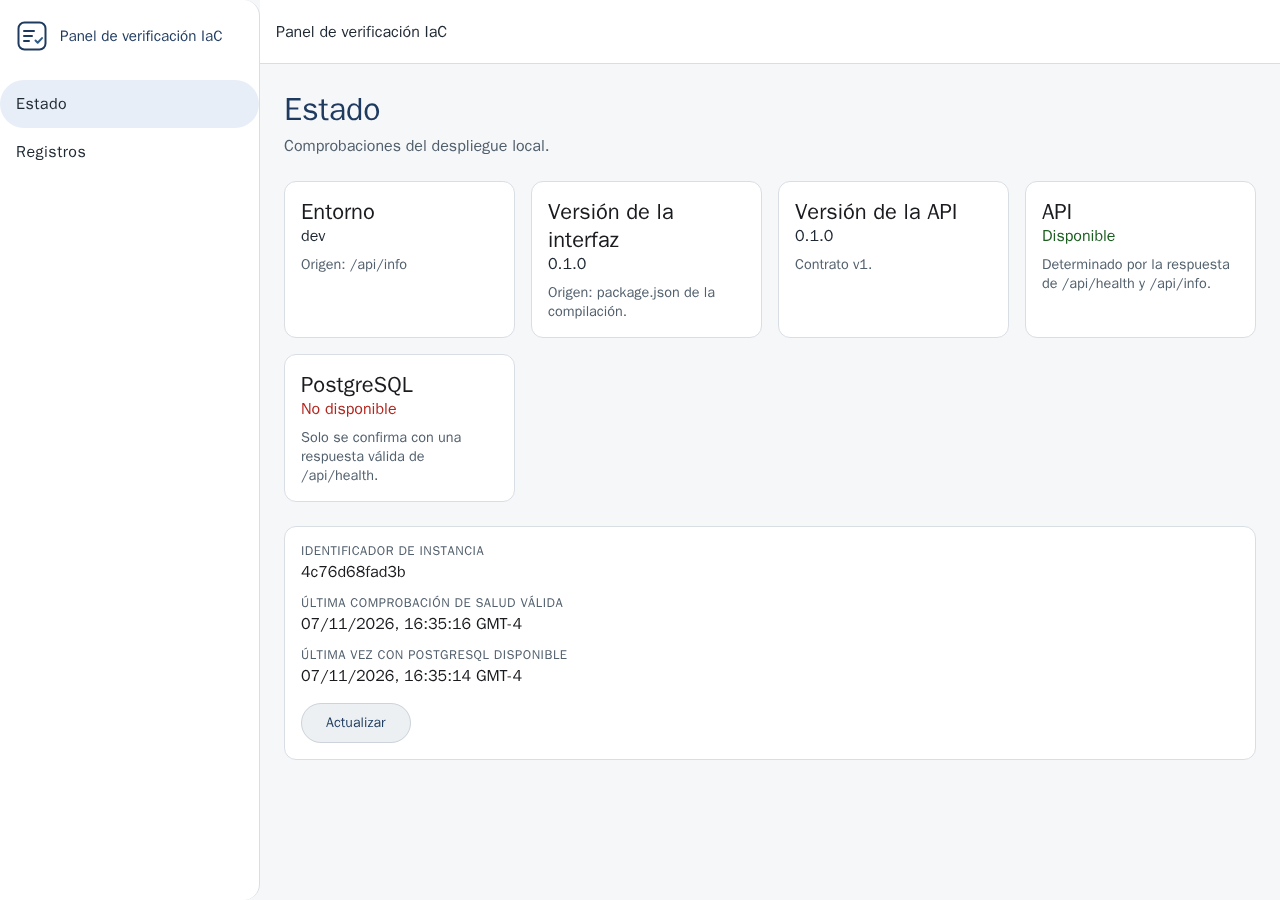 Panel de verificación IaC
Panel de verificación IaC
Estado
Registros
Estado
Comprobaciones del despliegue local.
Entorno
dev
Origen: /api/info
Versión de la
interfaz
0.1.0
Origen: package.json de la
compilación.
Versión de la API
0.1.0
Contrato v1.
API
Disponible
Determinado por la respuesta
de /api/health y /api/info.
PostgreSQL
No disponible
Solo se confirma con una
respuesta válida de
/api/health.
IDENTIFICADOR DE INSTANCIA
4c76d68fad3b
ÚLTIMA COMPROBACIÓN DE SALUD VÁLIDA
07/11/2026, 16:35:16 GMT-4
ÚLTIMA VEZ CON POSTGRESQL DISPONIBLE
07/11/2026, 16:35:14 GMT-4
Actualizar